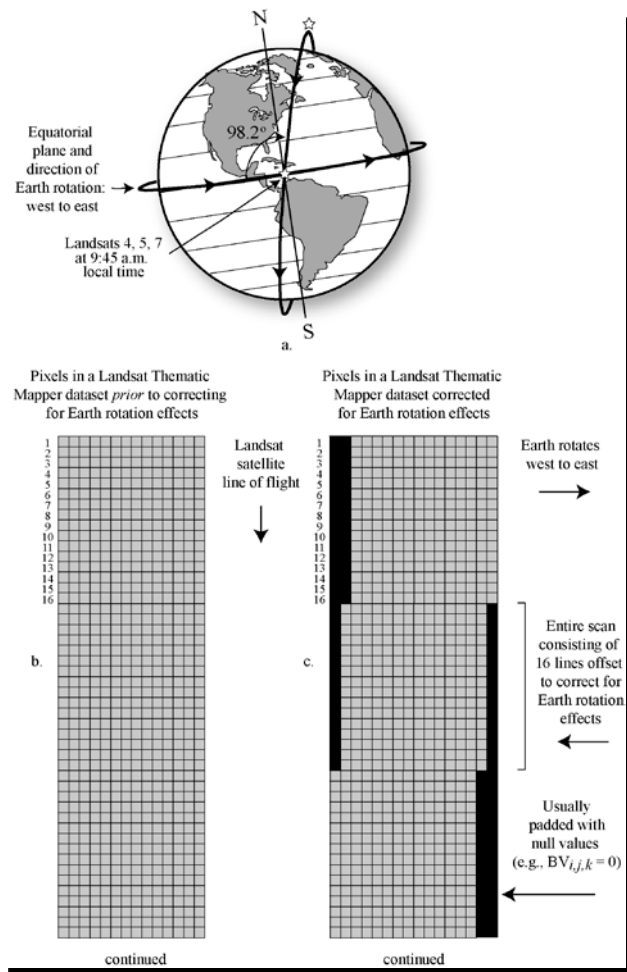 N
98.2°
Equatorial
plane and
direction of
Earth rotation:
west to east
Landsats 4, 5, 7
at 9:45 a.m.
local time
S
a.
Pixels in a Landsat Thematic
Mapper dataset prior to correcting
for Earth rotation effects
1
2
3
4
5
6
7
8
9
10
11
12
13
14
15
16
b.
continued
Landsat
satellite
line of flight
Pixels in a Landsat Thematic
Mapper dataset corrected
for Earth rotation effects
1
2
3
4
5
6
7
8
9
10
11
12
13
14
15
16
c.
continued
Earth rotates
west to east
Entire scan
consisting of
16 lines offset
to correct for
Earth rotation
effects
Usually
padded with
null values
(e.g., BVi,j,k = 0)